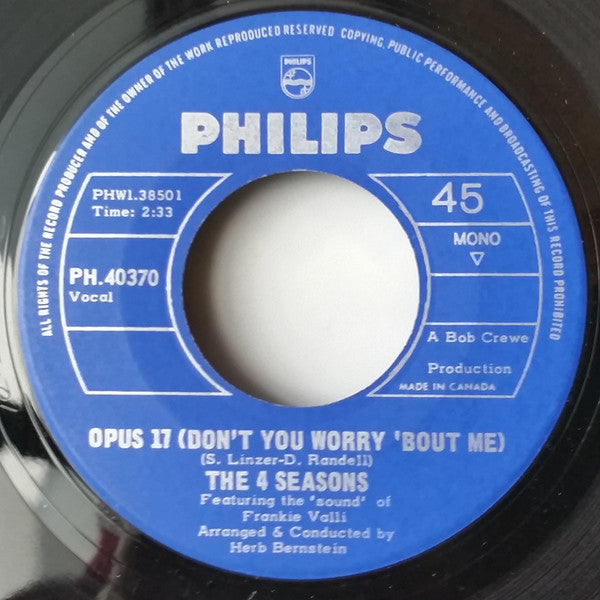 ALL RIGHTS OF THE RECORD PRODUCER AND OF THE OWNER OF THE WORK REPRODUCED RESERVED COPYING, PUBLIC PERFORMANCE AND BROADCASTING OF THIS RECORD PROHIBITED
PHILIPS
PHILIPS
PHW1.38501
Time: 2:33
45
MONO
PH.40370
Vocal
A Bob Crewe
Production
MADE IN CANADA
OPUS 17 (DON'T YOU WORRY 'BOUT ME)
(S. Linzer-D. Randell)
THE 4 SEASONS
Featuring the "sound" of
Frankie Valli
Arranged & Conducted by
Herb Bernstein